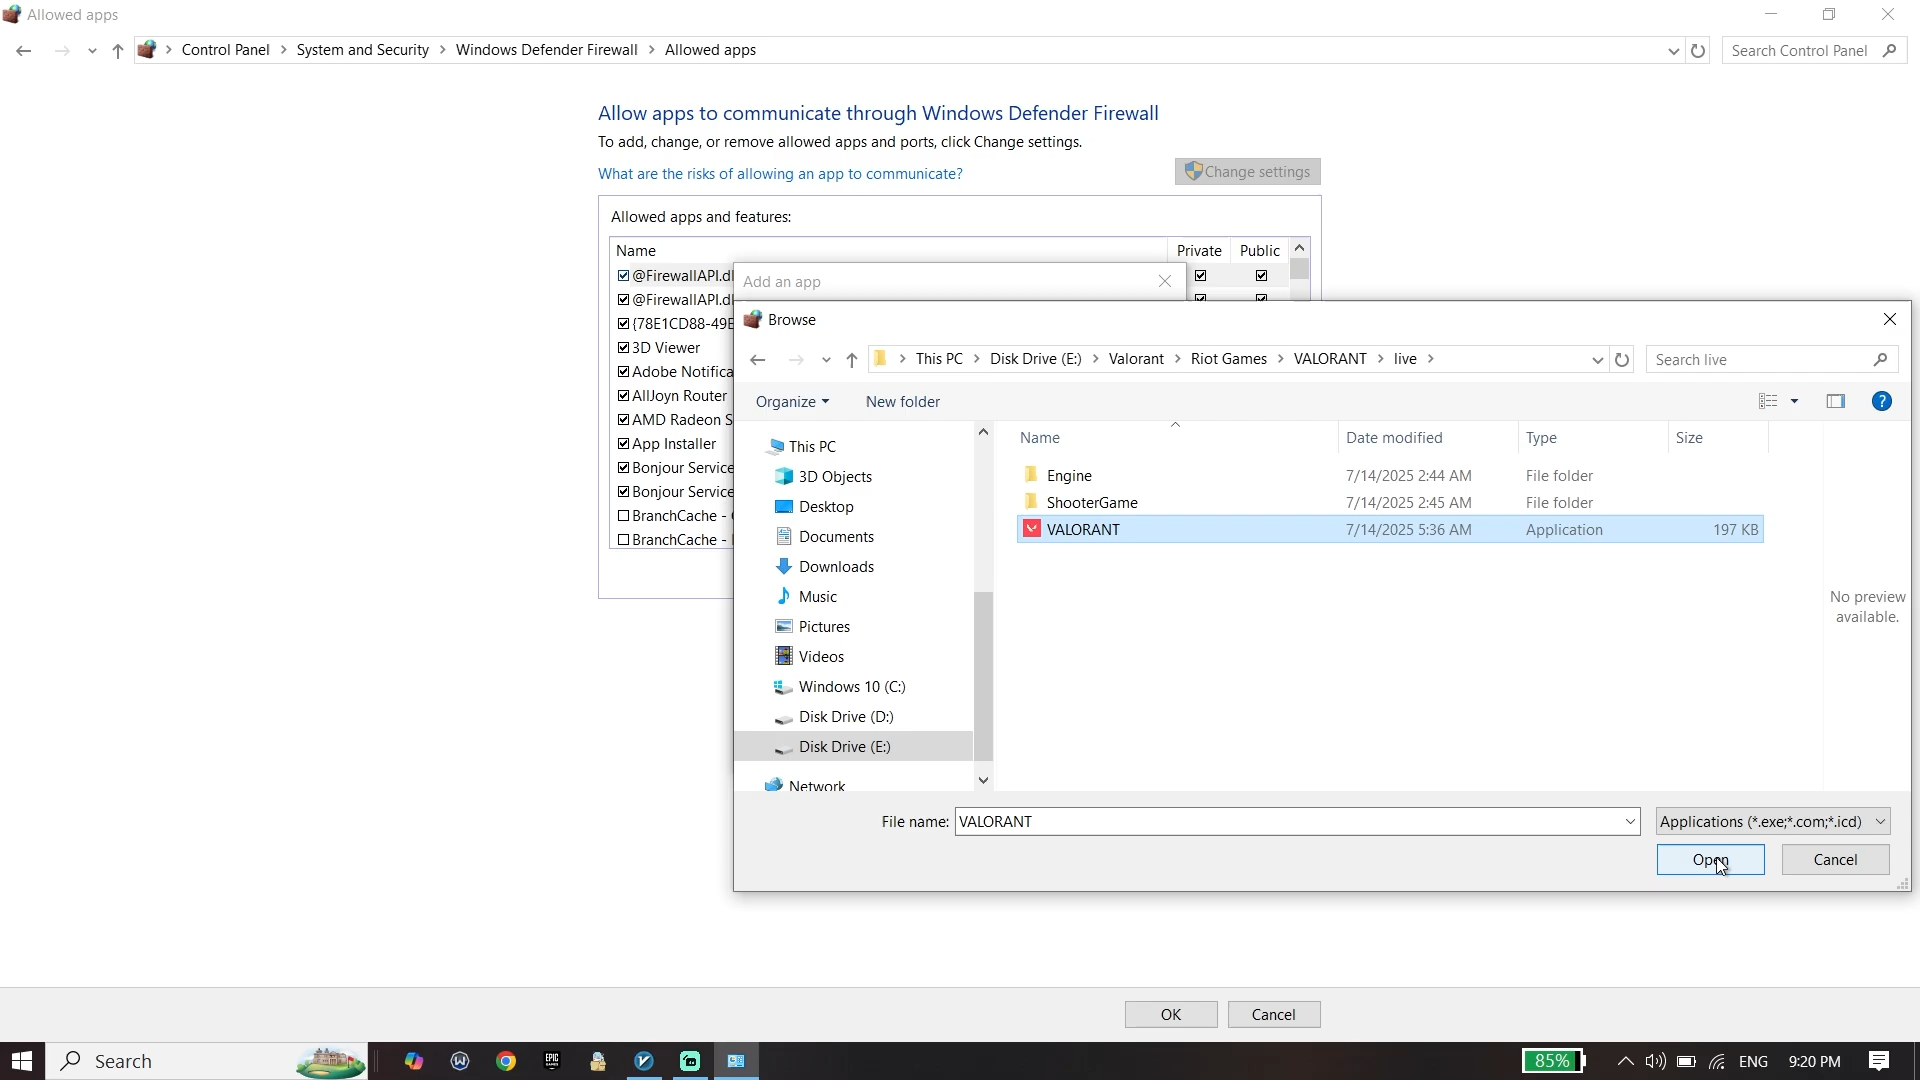 Allowed apps
Control Panel > System and Security > Windows Defender Firewall > Allowed apps
Search Control Panel
Allow apps to communicate through Windows Defender Firewall
To add, change, or remove allowed apps and ports, click Change settings.
What are the risks of allowing an app to communicate?
Change settings
Allowed apps and features:
Name Private Public
@FirewallAPI.dl
@FirewallAPI.dl
{78E1CD88-49E
3D Viewer
Adobe Notifica
AllJoyn Router
AMD Radeon S
App Installer
Bonjour Service
Bonjour Service
BranchCache -
BranchCache -
Add an app
Browse
This PC > Disk Drive (E:) > Valorant > Riot Games > VALORANT > live >
Search live
Organize New folder
This PC
3D Objects
Desktop
Documents
Downloads
Music
Pictures
Videos
Windows 10 (C:)
Disk Drive (D:)
Disk Drive (E:)
Network
Name Date modified Type Size
Engine 7/14/2025 2:44 AM File folder
ShooterGame 7/14/2025 2:45 AM File folder
VALORANT 7/14/2025 5:36 AM Application 197 KB
No preview
available.
File name: VALORANT
Applications (*.exe;*.com;*.icd)
Open Cancel
OK Cancel
Search
EPIC
GAMES
85% ENG 9:20 PM